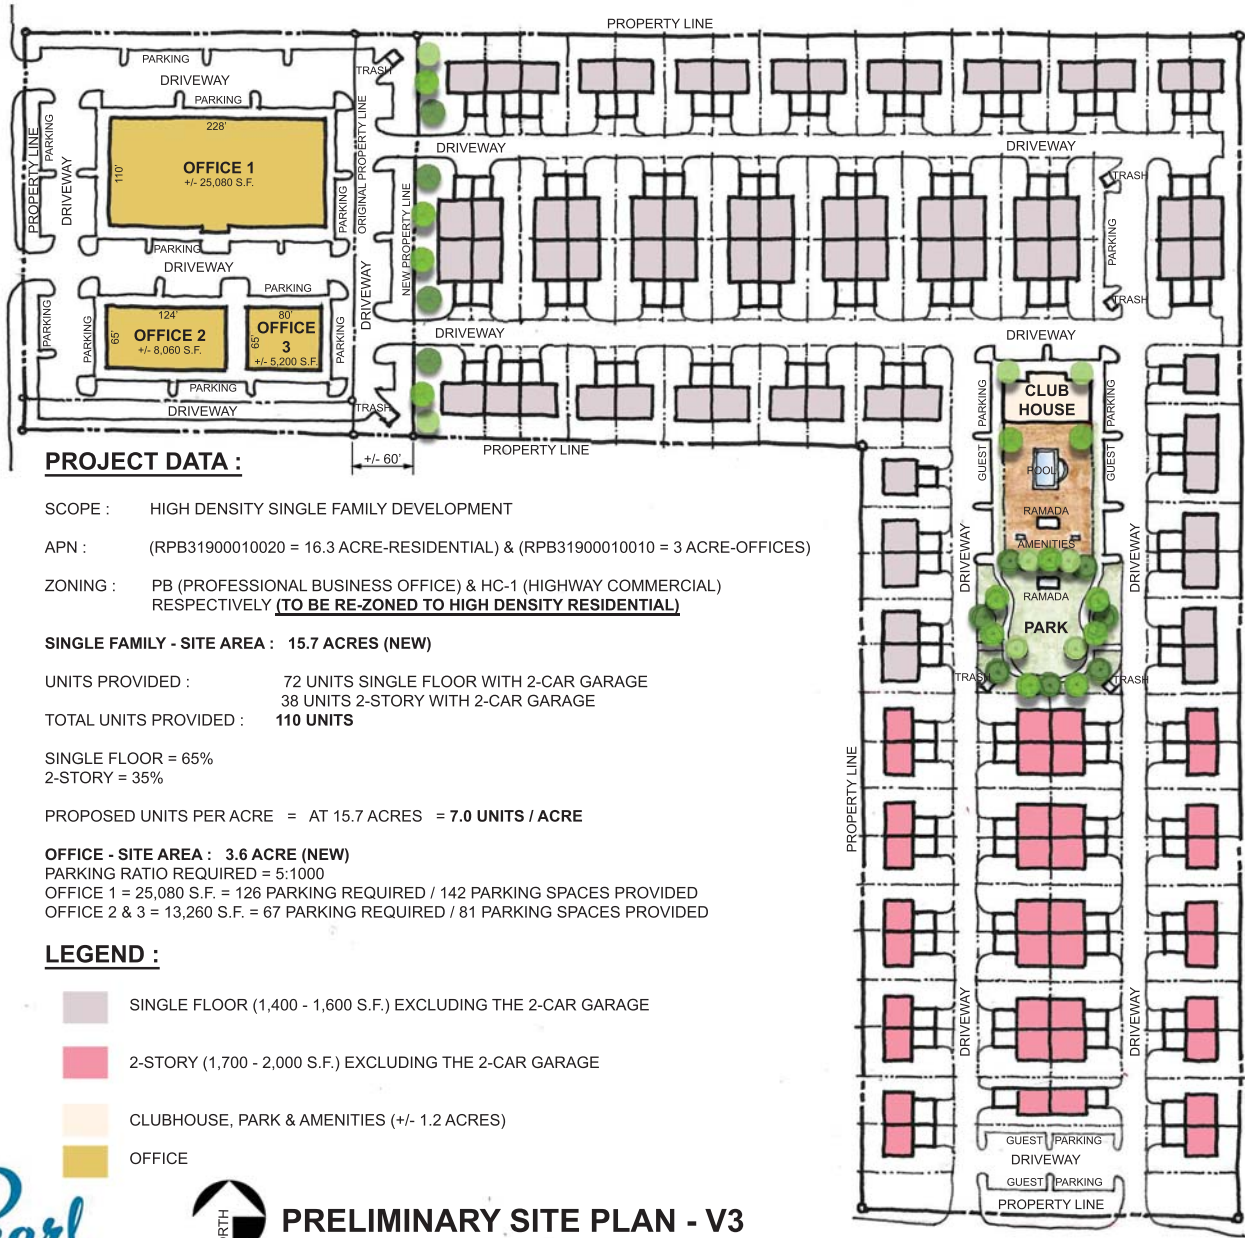 PROPERTY LINE
PARKING
TRASH
DRIVEWAY
PARKING
228'
OFFICE 1
+/- 25,080 S.F.
110'
PROPERTY LINE
PARKING
DRIVEWAY
PARKING
ORIGINAL PROPERTY LINE
NEW PROPERTY LINE
DRIVEWAY
DRIVEWAY
TRASH
PARKING
TRASH
PARKING
DRIVEWAY
PARKING
DRIVEWAY
124'
OFFICE 2
+/- 8,060 S.F.
65'
80'
OFFICE
3
65'
+/- 5,200 S.F.
PARKING
PARKING
PARKING
PARKING
DRIVEWAY
TRASH
DRIVEWAY
DRIVEWAY
PROPERTY LINE
+/- 60'
CLUB
HOUSE
PARKING
GUEST
PARKING
GUEST
POOL
RAMADA
AMENITIES
RAMADA
PARK
TRASH
TRASH
DRIVEWAY
DRIVEWAY
PROPERTY LINE
DRIVEWAY
DRIVEWAY
GUEST PARKING
DRIVEWAY
GUEST PARKING
PROPERTY LINE
PROJECT DATA :
SCOPE : HIGH DENSITY SINGLE FAMILY DEVELOPMENT
APN : (RPB31900010020 = 16.3 ACRE-RESIDENTIAL) & (RPB31900010010 = 3 ACRE-OFFICES)
ZONING : PB (PROFESSIONAL BUSINESS OFFICE) & HC-1 (HIGHWAY COMMERCIAL)
RESPECTIVELY (TO BE RE-ZONED TO HIGH DENSITY RESIDENTIAL)
SINGLE FAMILY - SITE AREA : 15.7 ACRES (NEW)
UNITS PROVIDED : 72 UNITS SINGLE FLOOR WITH 2-CAR GARAGE
38 UNITS 2-STORY WITH 2-CAR GARAGE
TOTAL UNITS PROVIDED : 110 UNITS
SINGLE FLOOR = 65%
2-STORY = 35%
PROPOSED UNITS PER ACRE = AT 15.7 ACRES = 7.0 UNITS / ACRE
OFFICE - SITE AREA : 3.6 ACRE (NEW)
PARKING RATIO REQUIRED = 5:1000
OFFICE 1 = 25,080 S.F. = 126 PARKING REQUIRED / 142 PARKING SPACES PROVIDED
OFFICE 2 & 3 = 13,260 S.F. = 67 PARKING REQUIRED / 81 PARKING SPACES PROVIDED
LEGEND :
SINGLE FLOOR (1,400 - 1,600 S.F.) EXCLUDING THE 2-CAR GARAGE
2-STORY (1,700 - 2,000 S.F.) EXCLUDING THE 2-CAR GARAGE
CLUBHOUSE, PARK & AMENITIES (+/- 1.2 ACRES)
OFFICE
NORTH
PRELIMINARY SITE PLAN - V3